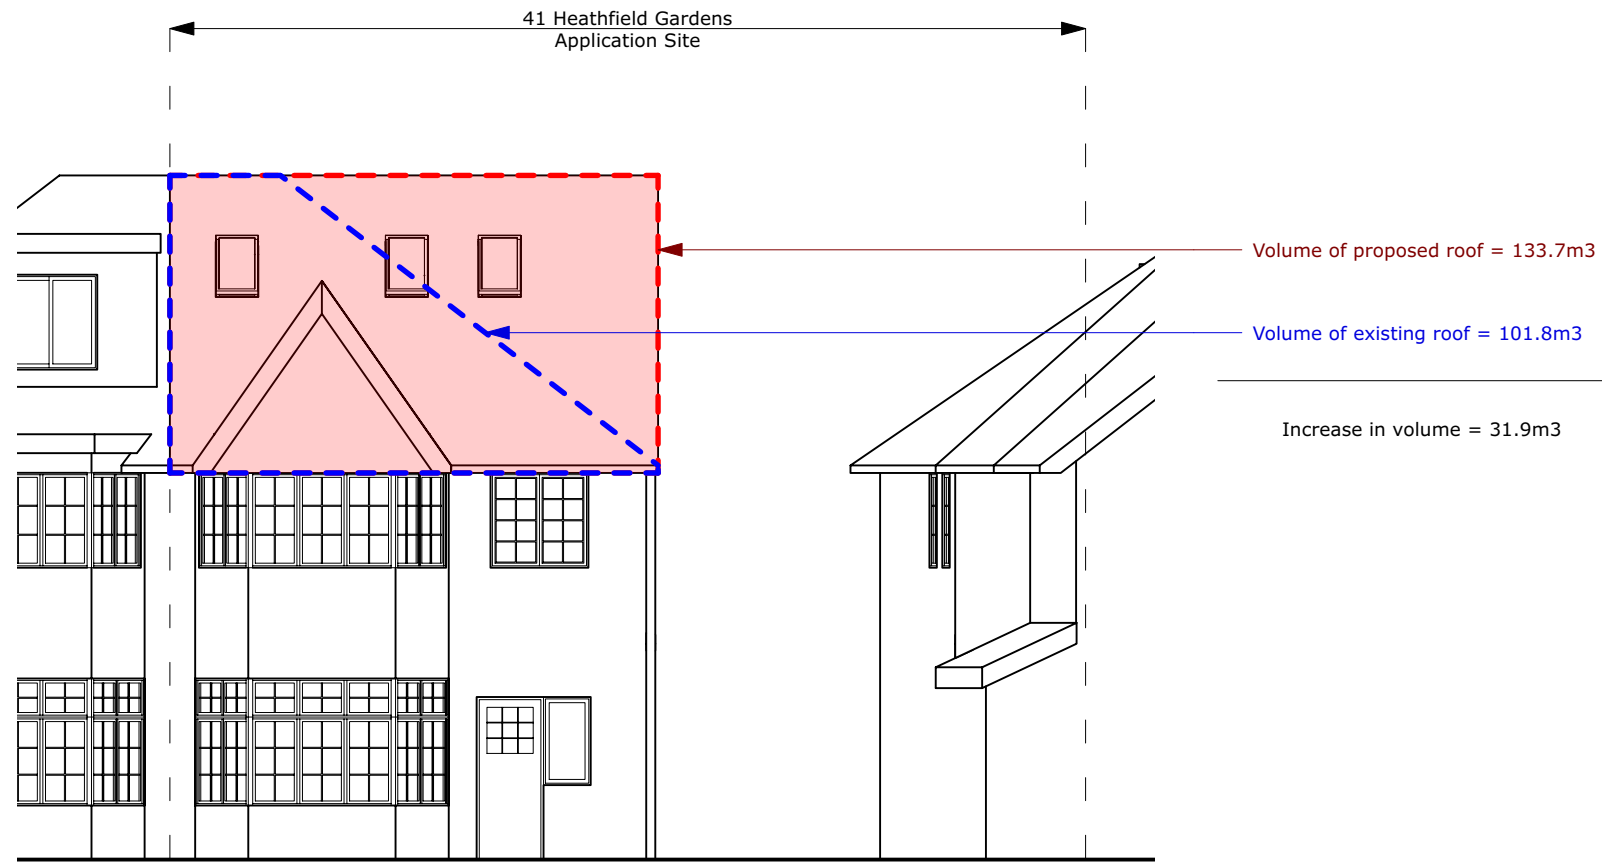 41 Heathfield Gardens
Application Site
Volume of proposed roof = 133.7m3
Volume of existing roof = 101.8m3
Increase in volume = 31.9m3